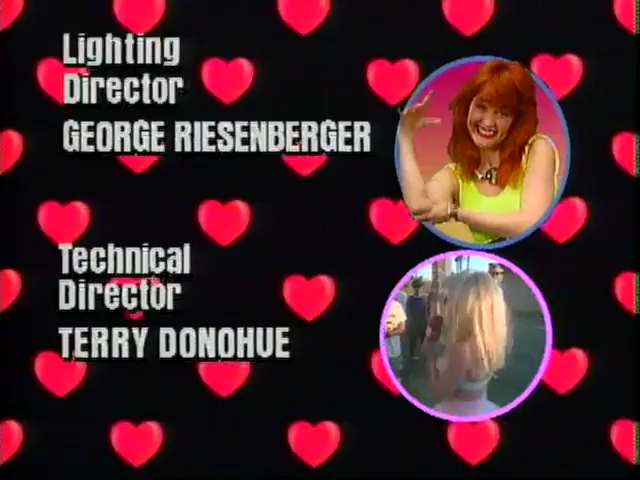 Lighting
Director
GEORGE RIESENBERGER
Technical
Director
TERRY DONOHUE